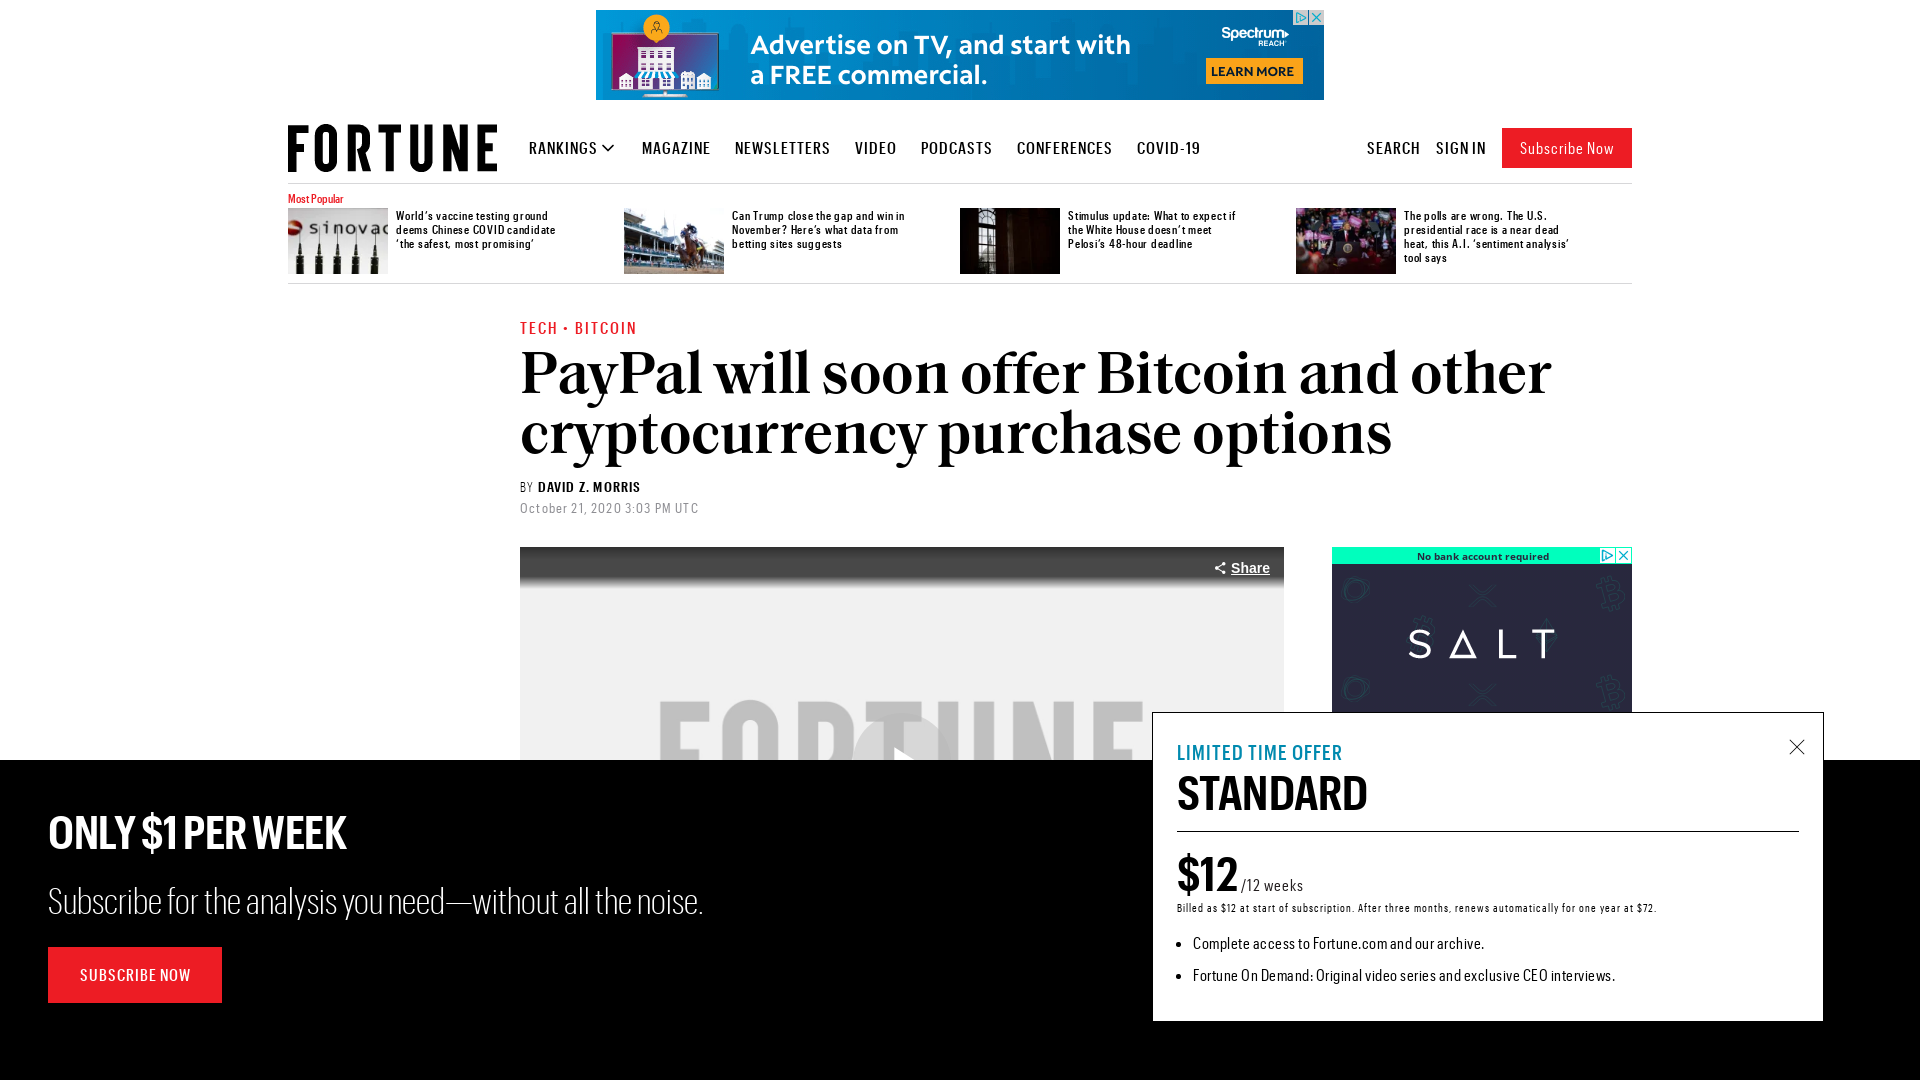 Advertise on TV, and start with
a FREE commercial.
Spectrum
REACH
LEARN MORE
FORTUNE
RANKINGS
MAGAZINE
NEWSLETTERS
VIDEO
PODCASTS
CONFERENCES
COVID-19
SEARCH
SIGN IN
Subscribe Now
Most Popular
sinovac
World’s vaccine testing ground
deems Chinese COVID candidate
‘the safest, most promising’
Can Trump close the gap and win in
November? Here’s what data from
betting sites suggests
Stimulus update: What to expect if
the White House doesn’t meet
Pelosi’s 48-hour deadline
The polls are wrong. The U.S.
presidential race is a near dead
heat, this A.I. ‘sentiment analysis’
tool says
TECH • BITCOIN
PayPal will soon offer Bitcoin and other
cryptocurrency purchase options
BY DAVID Z. MORRIS
October 21, 2020 3:03 PM UTC
Share
FORTUNE
No bank account required
SALT
ONLY $1 PER WEEK
Subscribe for the analysis you need—without all the noise.
SUBSCRIBE NOW
LIMITED TIME OFFER
STANDARD
$12 /12 weeks
Billed as $12 at start of subscription. After three months, renews automatically for one year at $72.
• Complete access to Fortune.com and our archive.
• Fortune On Demand: Original video series and exclusive CEO interviews.